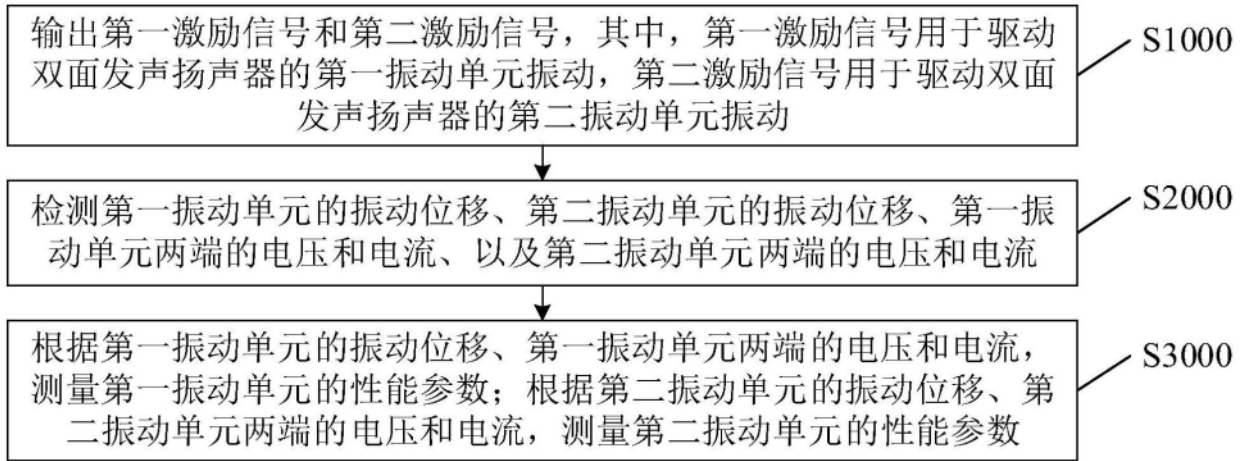 输出第一激励信号和第二激励信号，其中，第一激励信号用于驱动
双面发声扬声器的第一振动单元振动，第二激励信号用于驱动双面
发声扬声器的第二振动单元振动
S1000
检测第一振动单元的振动位移、第二振动单元的振动位移、第一振
动单元两端的电压和电流、以及第二振动单元两端的电压和电流
S2000
根据第一振动单元的振动位移、第一振动单元两端的电压和电流，
测量第一振动单元的性能参数；根据第二振动单元的振动位移、第
二振动单元两端的电压和电流，测量第二振动单元的性能参数
S3000